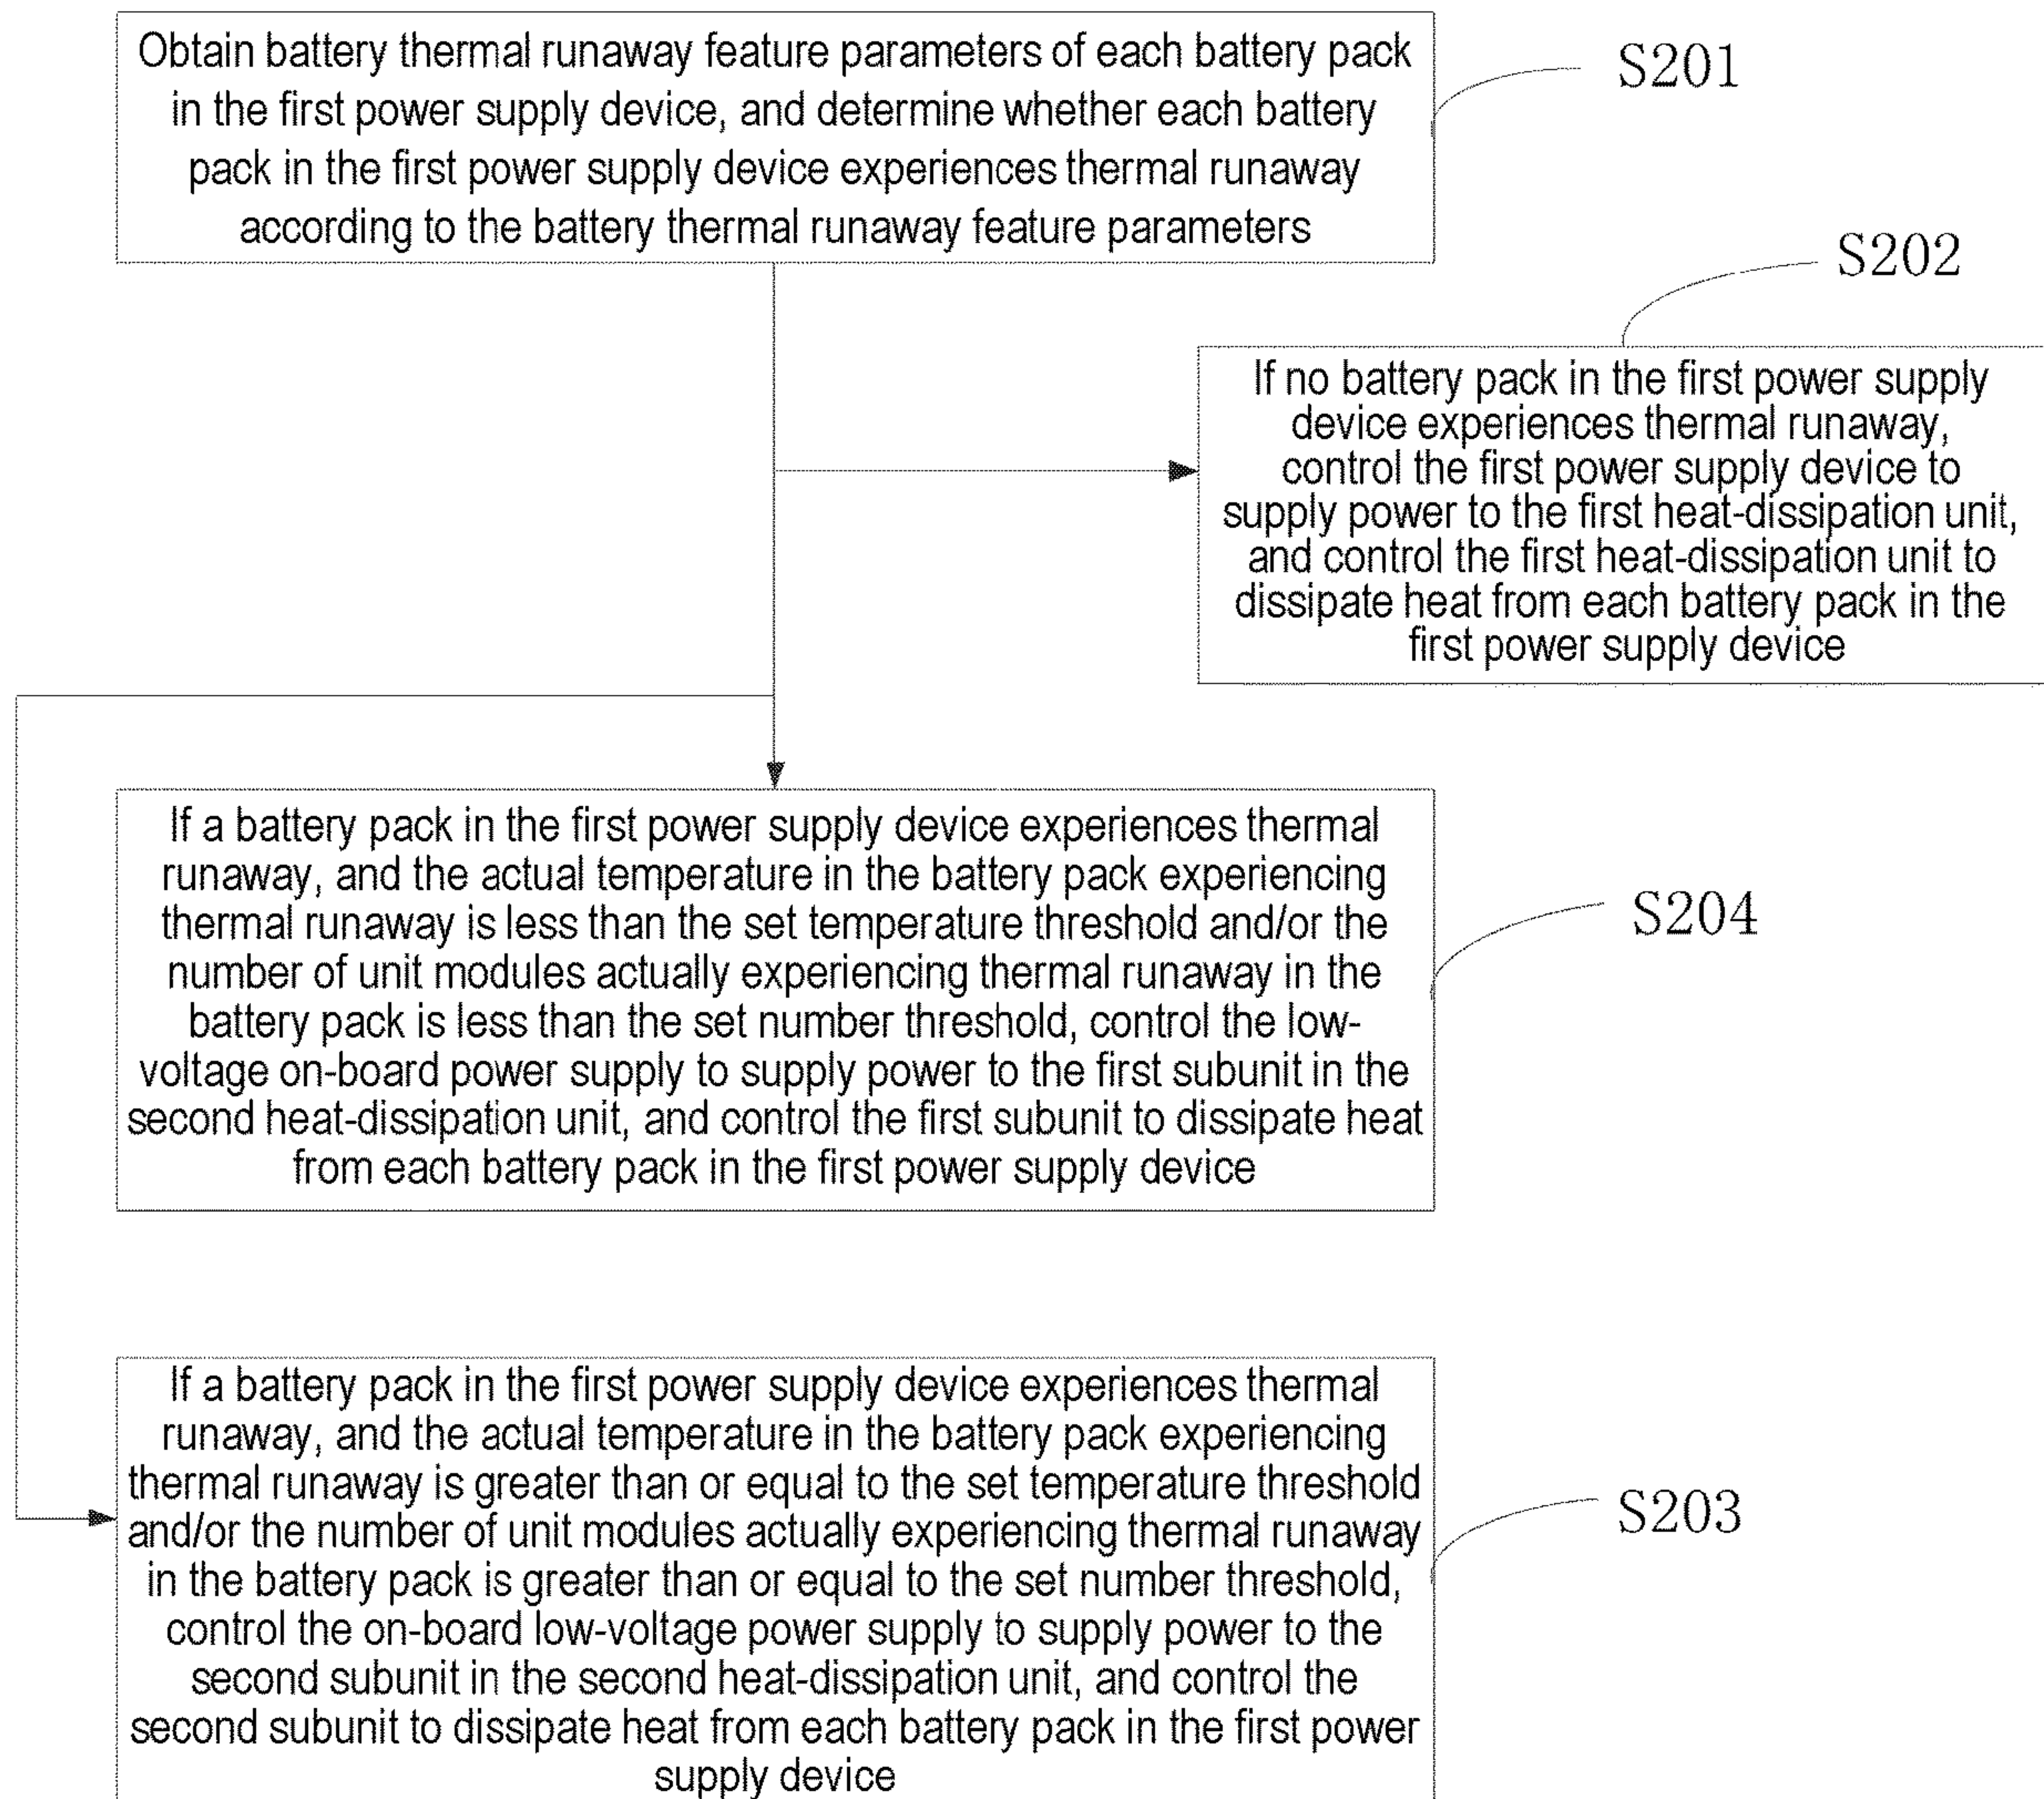 Obtain battery thermal runaway feature parameters of each battery pack
in the first power supply device, and determine whether each battery
pack in the first power supply device experiences thermal runaway
according to the battery thermal runaway feature parameters
S201
S202
If no battery pack in the first power supply
device experiences thermal runaway,
control the first power supply device to
supply power to the first heat-dissipation unit,
and control the first heat-dissipation unit to
dissipate heat from each battery pack in the
first power supply device
If a battery pack in the first power supply device experiences thermal
runaway, and the actual temperature in the battery pack experiencing
thermal runaway is less than the set temperature threshold and/or the
number of unit modules actually experiencing thermal runaway in the
battery pack is less than the set number threshold, control the low-
voltage on-board power supply to supply power to the first subunit in the
second heat-dissipation unit, and control the first subunit to dissipate heat
from each battery pack in the first power supply device
S204
If a battery pack in the first power supply device experiences thermal
runaway, and the actual temperature in the battery pack experiencing
thermal runaway is greater than or equal to the set temperature threshold
and/or the number of unit modules actually experiencing thermal runaway
in the battery pack is greater than or equal to the set number threshold,
control the on-board low-voltage power supply to supply power to the
second subunit in the second heat-dissipation unit, and control the
second subunit to dissipate heat from each battery pack in the first power
supply device
S203